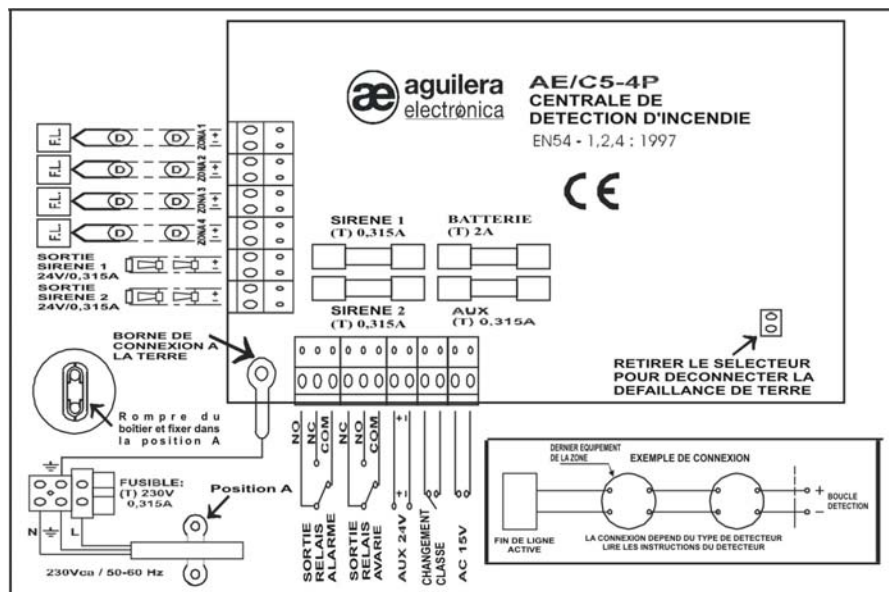 aguilera
electrónica
AE/C5-4P
CENTRALE DE
DETECTION D'INCENDIE
EN54 - 1,2,4 : 1997
CE
F.L. D D ZONA 1 + -
F.L. D D ZONA 2 + -
F.L. D D ZONA 3 + -
F.L. D D ZONA 4 + -
SORTIE
SIRENE 1
24V/0,315A
+ -
SORTIE
SIRENE 2
24V/0,315A
+ -
SIRENE 1
(T) 0,315A
BATTERIE
(T) 2A
SIRENE 2
(T) 0,315A
AUX
(T) 0,315A
BORNE DE
CONNEXION A
LA TERRE
RETIRER LE SELECTEUR
POUR DECONNECTER LA
DEFAILLANCE DE TERRE
Rompre du
boîtier et fixer dans
la position A
FUSIBLE:
(T) 230V
0,315A
Position A
N
L
230Vca / 50-60 Hz
NO
NC
COM
NC
NO
COM
+ -
+ -
SORTIE
RELAIS
ALARME
SORTIE
RELAIS
AVARIE
AUX 24V
CHANGEMENT
CLASSE
AC 15V
DERNIER EQUIPEMENT
DE LA ZONE
EXEMPLE DE CONNEXION
+
-
BOUCLE
DETECTION
FIN DE LIGNE
ACTIVE
LA CONNEXION DEPEND DU TYPE DE DETECTEUR
LIRE LES INSTRUCTIONS DU DETECTEUR